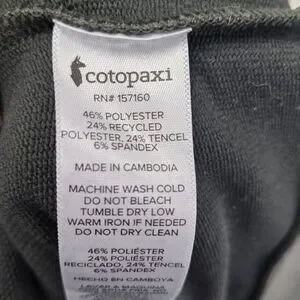 cotopaxi
RN# 157160
46% POLYESTER
24% RECYCLED
POLYESTER, 24% TENCEL
6% SPANDEX
MADE IN CAMBODIA
MACHINE WASH COLD
DO NOT BLEACH
TUMBLE DRY LOW
WARM IRON IF NEEDED
DO NOT DRY CLEAN
46% POLIÉSTER
24% POLIÉSTER
RECICLADO, 24% TENCEL
6% SPANDEX
HECHO EN CAMBOYA
LAVAR A MÁQUINA